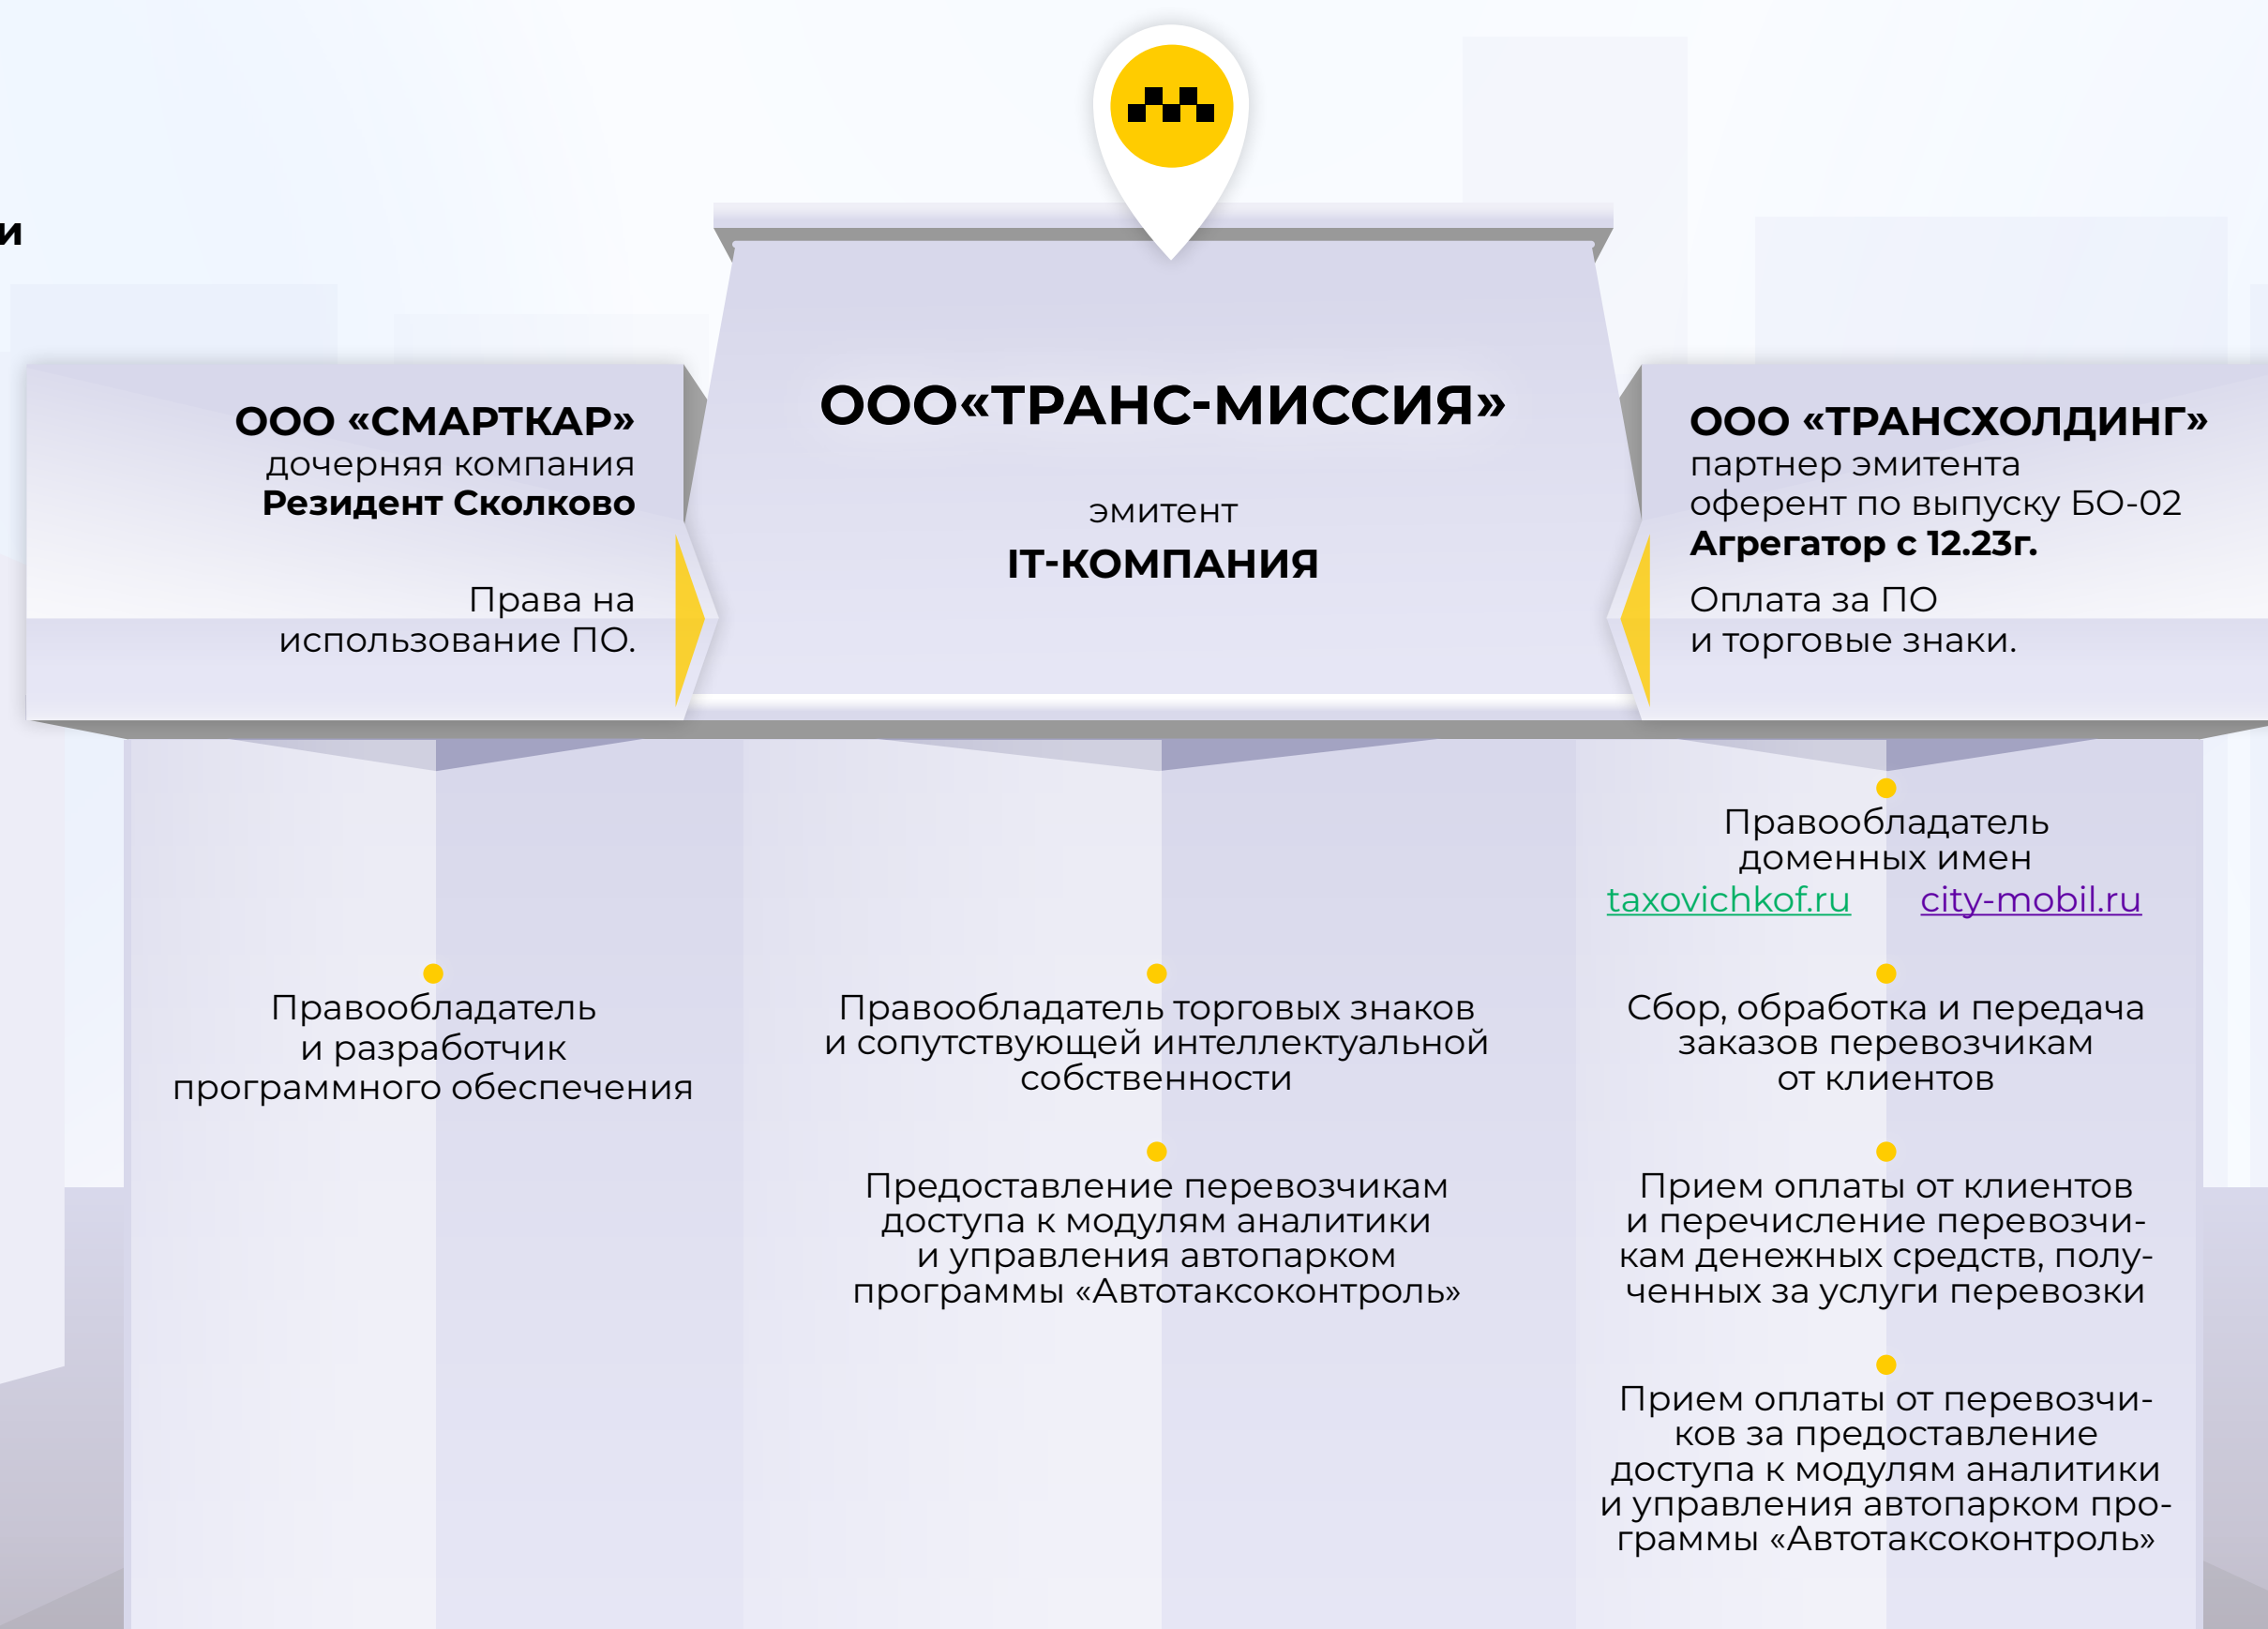 и
ООО «СМАРТКАР»
дочерняя компания
Резидент Сколково
Права на
использование ПО.
ООО«ТРАНС-МИССИЯ»
эмитент
IT-КОМПАНИЯ
ООО «ТРАНСХОЛДИНГ»
партнер эмитента
оферент по выпуску БО-02
Агрегатор с 12.23г.
Оплата за ПО
и торговые знаки.
Правообладатель
и разработчик
программного обеспечения
Правообладатель торговых знаков
и сопутствующей интеллектуальной
собственности
Предоставление перевозчикам
доступа к модулям аналитики
и управления автопарком
программы «Автотаксоконтроль»
Правообладатель
доменных имен
taxovichkof.ru city-mobil.ru
Сбор, обработка и передача
заказов перевозчикам
от клиентов
Прием оплаты от клиентов
и перечисление перевозчи-
кам денежных средств, полу-
ченных за услуги перевозки
Прием оплаты от перевозчи-
ков за предоставление
доступа к модулям аналитики
и управления автопарком про-
граммы «Автотаксоконтроль»